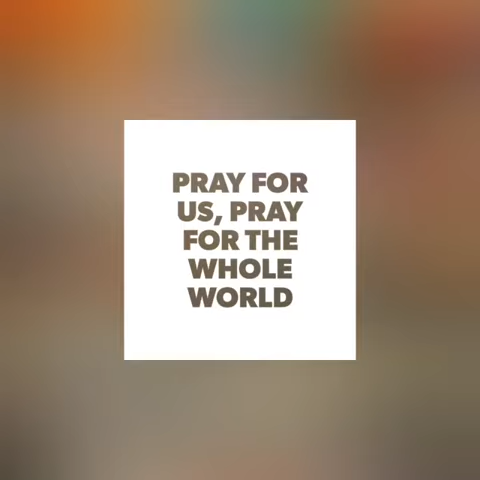 PRAY FOR
US, PRAY
FOR THE
WHOLE
WORLD